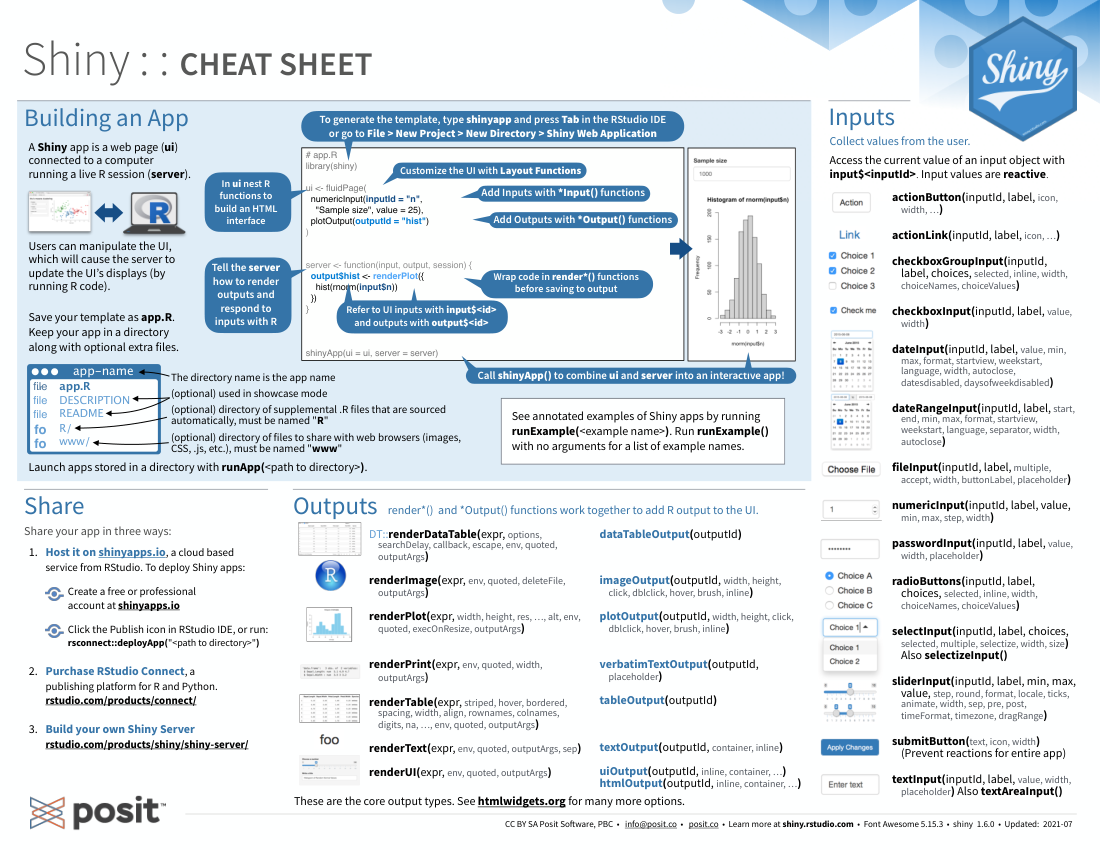 Shiny : : CHEAT SHEET
Shiny
Building an App
A Shiny app is a web page (ui)
connected to a computer
running a live R session (server).
Users can manipulate the UI,
which will cause the server to
update the UI's displays (by
running R code).
Save your template as app.R.
Keep your app in a directory
along with optional extra files.
To generate the template, type shinyapp and press Tab in the RStudio IDE
or go to File > New Project > New Directory > Shiny Web Application
# app.R
library(shiny)
ui <- fluidPage(
numericInput(inputId = "n",
"Sample size", value = 25),
plotOutput(outputId = "hist")
)
server <- function(input, output, session) {
output$hist <- renderPlot({
hist(rnorm(input$n))
})
}
shinyApp(ui = ui, server = server)
In ui nest R
functions to
build an HTML
interface
Customize the UI with Layout Functions
Add Inputs with *Input() functions
Add Outputs with *Output() functions
Tell the server
how to render
outputs and
respond to
inputs with R
Wrap code in render*() functions
before saving to output
Refer to UI inputs with input$<id>
and outputs with output$<id>
Call shinyApp() to combine ui and server into an interactive app!
Sample size
1000
Histogram of rnorm(input$n)
Frequency
0
50
100
150
200
-3 -2 -1 0 1 2 3
rnorm(input$n)
app-name
file app.R
file DESCRIPTION
file README
fo R/
fo www/
The directory name is the app name
(optional) used in showcase mode
(optional) directory of supplemental .R files that are sourced
automatically, must be named "R"
(optional) directory of files to share with web browsers (images,
CSS, .js, etc.), must be named "www"
Launch apps stored in a directory with runApp(<path to directory>).
See annotated examples of Shiny apps by running
runExample(<example name>). Run runExample()
with no arguments for a list of example names.
Share
Share your app in three ways:
1. Host it on shinyapps.io, a cloud based
service from RStudio. To deploy Shiny apps:
Create a free or professional
account at shinyapps.io
Click the Publish icon in RStudio IDE, or run:
rsconnect::deployApp("<path to directory>")
2. Purchase RStudio Connect, a
publishing platform for R and Python.
rstudio.com/products/connect/
3. Build your own Shiny Server
rstudio.com/products/shiny/shiny-server/
Outputs render*() and *Output() functions work together to add R output to the UI.
DT::renderDataTable(expr, options,
searchDelay, callback, escape, env, quoted,
outputArgs)
dataTableOutput(outputId)
renderImage(expr, env, quoted, deleteFile,
outputArgs)
imageOutput(outputId, width, height,
click, dblclick, hover, brush, inline)
renderPlot(expr, width, height, res, …, alt, env,
quoted, execOnResize, outputArgs)
plotOutput(outputId, width, height, click,
dblclick, hover, brush, inline)
renderPrint(expr, env, quoted, width,
outputArgs)
verbatimTextOutput(outputId,
placeholder)
renderTable(expr, striped, hover, bordered,
spacing, width, align, rownames, colnames,
digits, na, …, env, quoted, outputArgs)
tableOutput(outputId)
foo
renderText(expr, env, quoted, outputArgs, sep)
textOutput(outputId, container, inline)
renderUI(expr, env, quoted, outputArgs)
uiOutput(outputId, inline, container, …)
htmlOutput(outputId, inline, container, …)
These are the core output types. See htmlwidgets.org for many more options.
Inputs
Collect values from the user.
Access the current value of an input object with
input$<inputId>. Input values are reactive.
Action
actionButton(inputId, label, icon,
width, …)
Link
actionLink(inputId, label, icon, …)
Choice 1
Choice 2
Choice 3
checkboxGroupInput(inputId,
label, choices, selected, inline, width,
choiceNames, choiceValues)
Check me
checkboxInput(inputId, label, value,
width)
dateInput(inputId, label, value, min,
max, format, startview, weekstart,
language, width, autoclose,
datesdisabled, daysofweekdisabled)
dateRangeInput(inputId, label, start,
end, min, max, format, startview,
weekstart, language, separator, width,
autoclose)
Choose File
fileInput(inputId, label, multiple,
accept, width, buttonLabel, placeholder)
1
numericInput(inputId, label, value,
min, max, step, width)
passwordInput(inputId, label, value,
width, placeholder)
Choice A
Choice B
Choice C
radioButtons(inputId, label,
choices, selected, inline, width,
choiceNames, choiceValues)
Choice 1
Choice 1
Choice 2
selectInput(inputId, label, choices,
selected, multiple, selectize, width, size)
Also selectizeInput()
sliderInput(inputId, label, min, max,
value, step, round, format, locale, ticks,
animate, width, sep, pre, post,
timeFormat, timezone, dragRange)
Apply Changes
submitButton(text, icon, width)
(Prevent reactions for entire app)
Enter text
textInput(inputId, label, value, width,
placeholder) Also textAreaInput()
posit™
CC BY SA Posit Software, PBC • info@posit.co • posit.co • Learn more at shiny.rstudio.com • Font Awesome 5.15.3 • shiny 1.6.0 • Updated: 2021-07